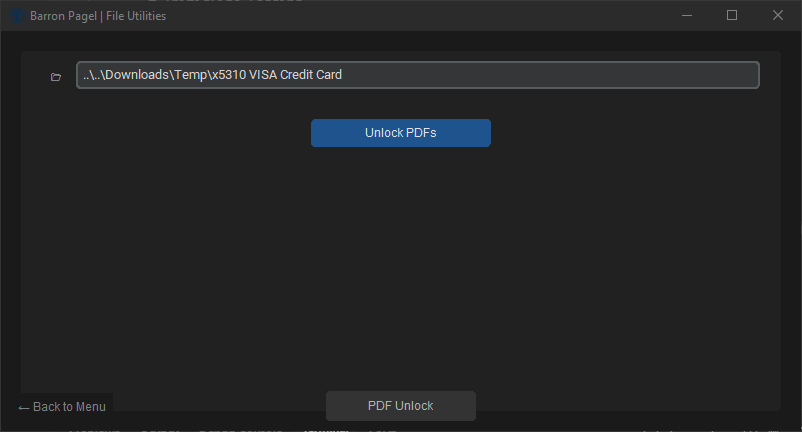 Barron Pagel | File Utilities
..\..\Downloads\Temp\x5310 VISA Credit Card
Unlock PDFs
← Back to Menu
PDF Unlock